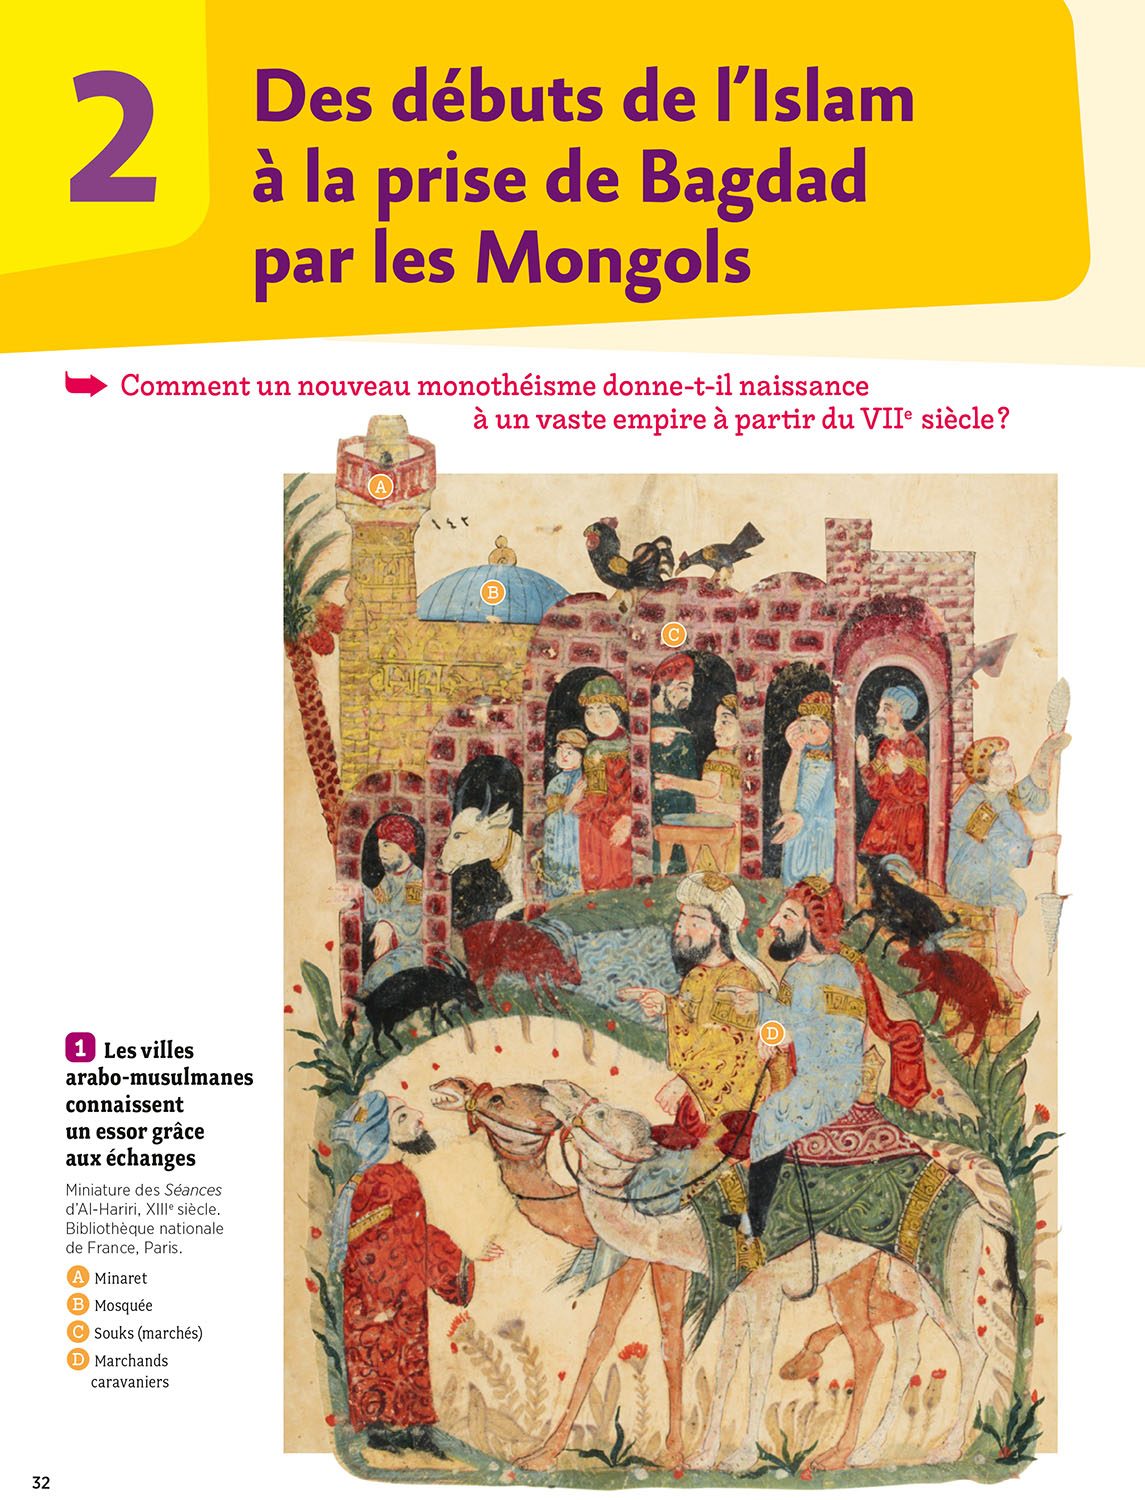 2
Des débuts de l’Islam
à la prise de Bagdad
par les Mongols
Comment un nouveau monothéisme donne-t-il naissance
à un vaste empire à partir du VIIe siècle ?
A
١٤٢
B
C
D
1 Les villes
arabo-musulmanes
connaissent
un essor grâce
aux échanges
Miniature des Séances
d’Al-Hariri, XIIIe siècle.
Bibliothèque nationale
de France, Paris.
A Minaret
B Mosquée
C Souks (marchés)
D Marchands
caravaniers
32